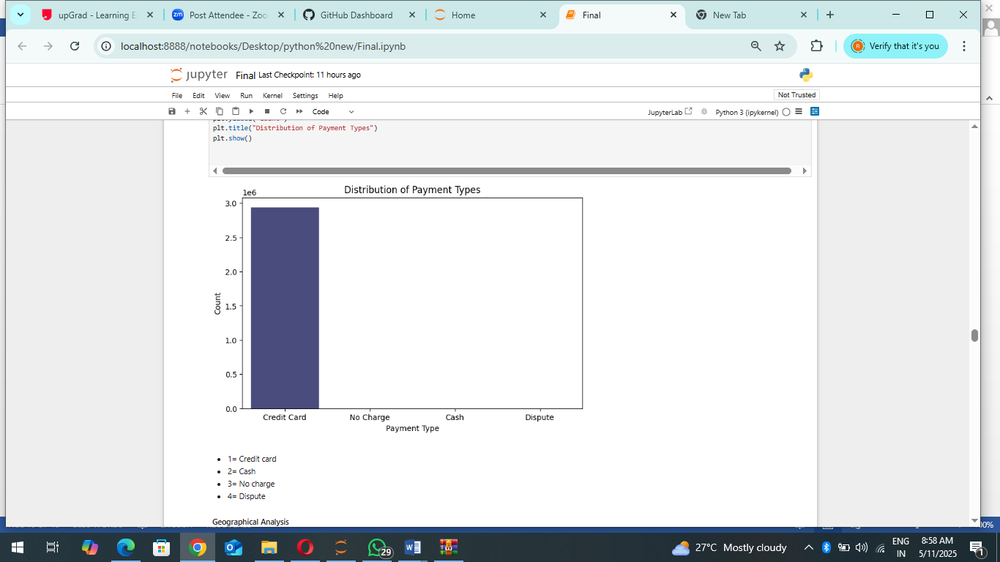 upGrad - Learning E
zm Post Attendee - Zoo
GitHub Dashboard
Home
Final
New Tab
localhost:8888/notebooks/Desktop/python%20new/Final.ipynb
R Verify that it's you
jupyter Final Last Checkpoint: 11 hours ago
File Edit View Run Kernel Settings Help
Not Trusted
Code
JupyterLab
Python 3 (ipykernel)
plt.title("Distribution of Payment Types")
plt.show()
Distribution of Payment Types
1e6
3.0
2.5
2.0
1.5
1.0
0.5
0.0
Count
Credit Card No Charge Cash Dispute
Payment Type
1= Credit card
2= Cash
3= No charge
4= Dispute
Geographical Analysis
29
27°C Mostly cloudy
ENG
IN
8:58 AM
5/11/2025
1